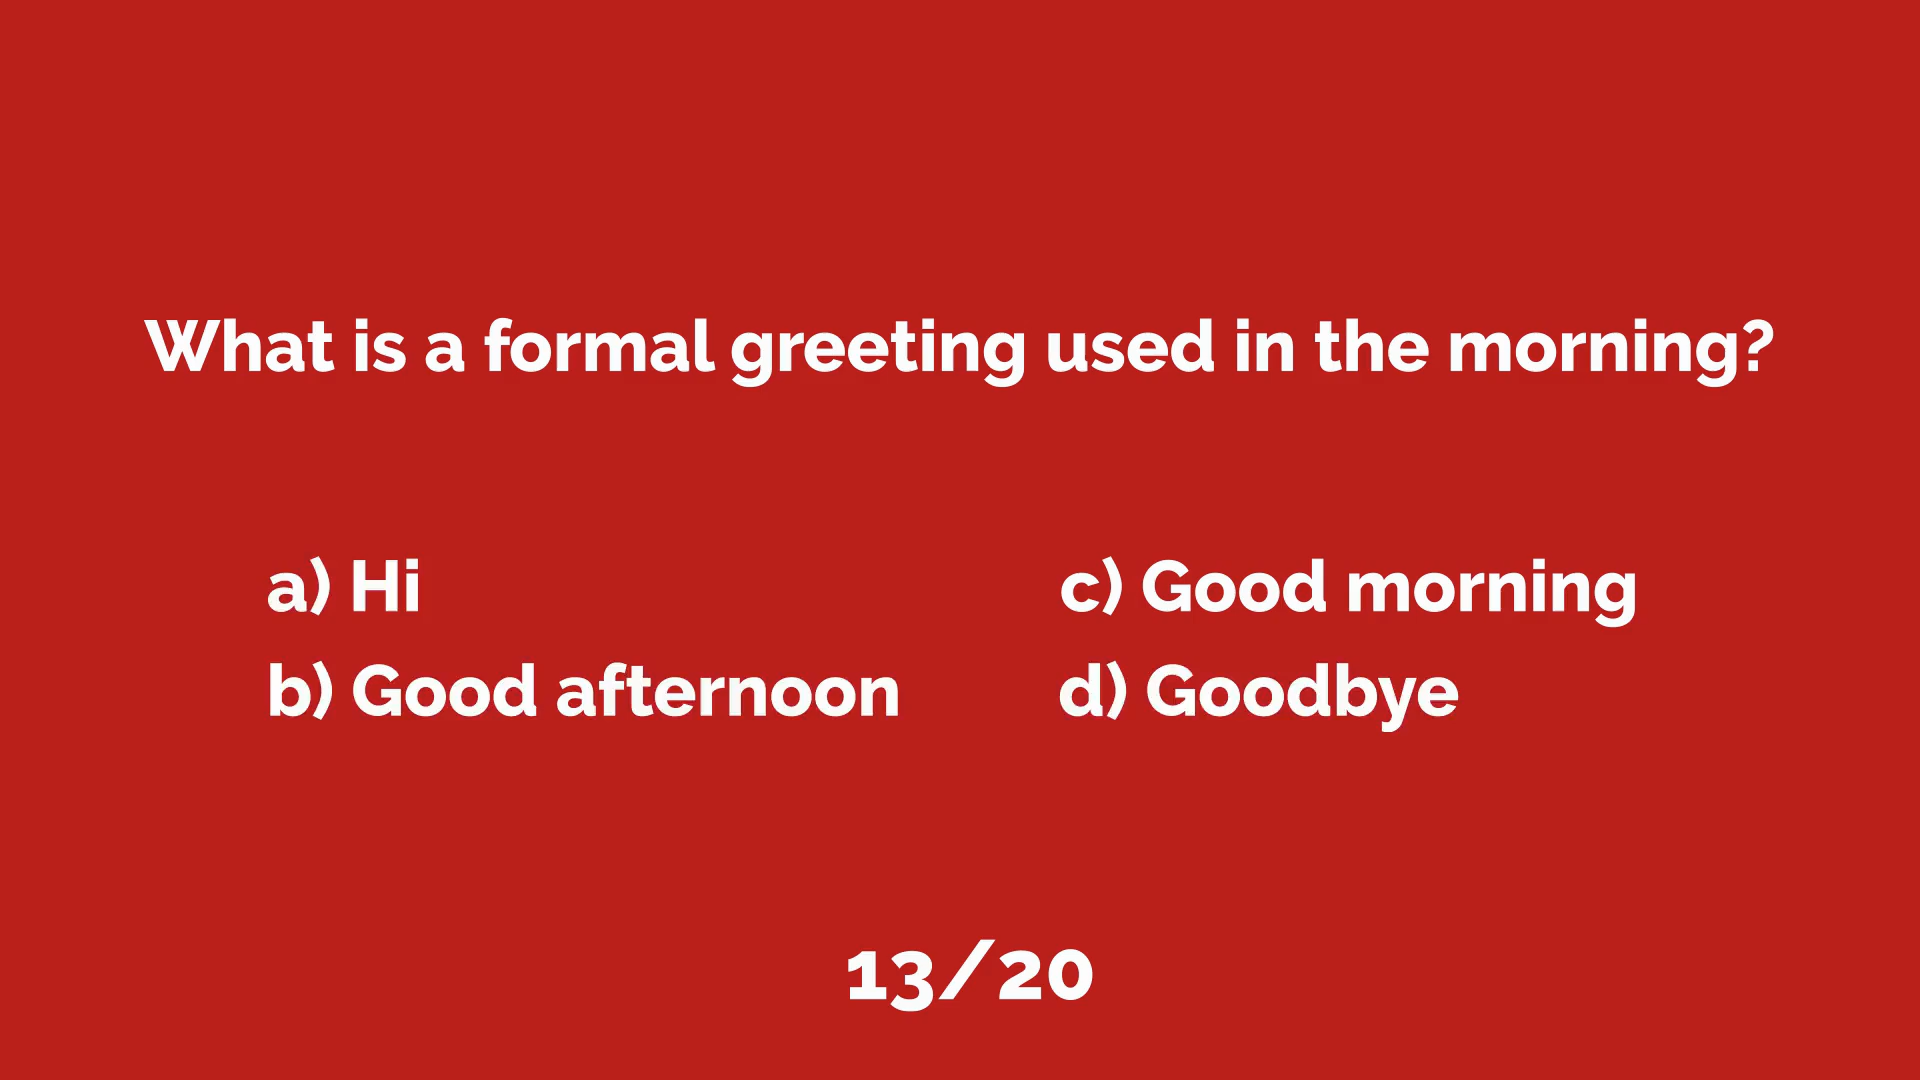 What is a formal greeting used in the morning?
a) Hi
b) Good afternoon
c) Good morning
d) Goodbye
13/20